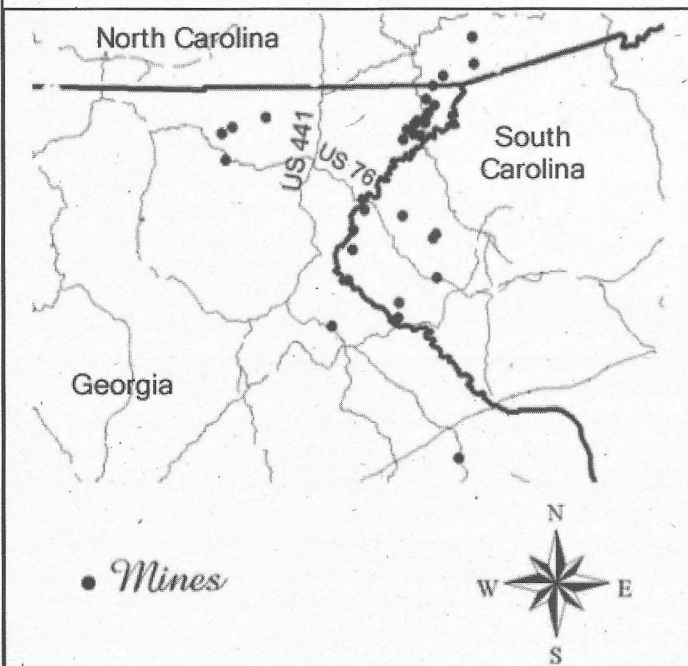 North Carolina
US 441
US 76
South
Carolina
Georgia
Mines
N
W
E
S